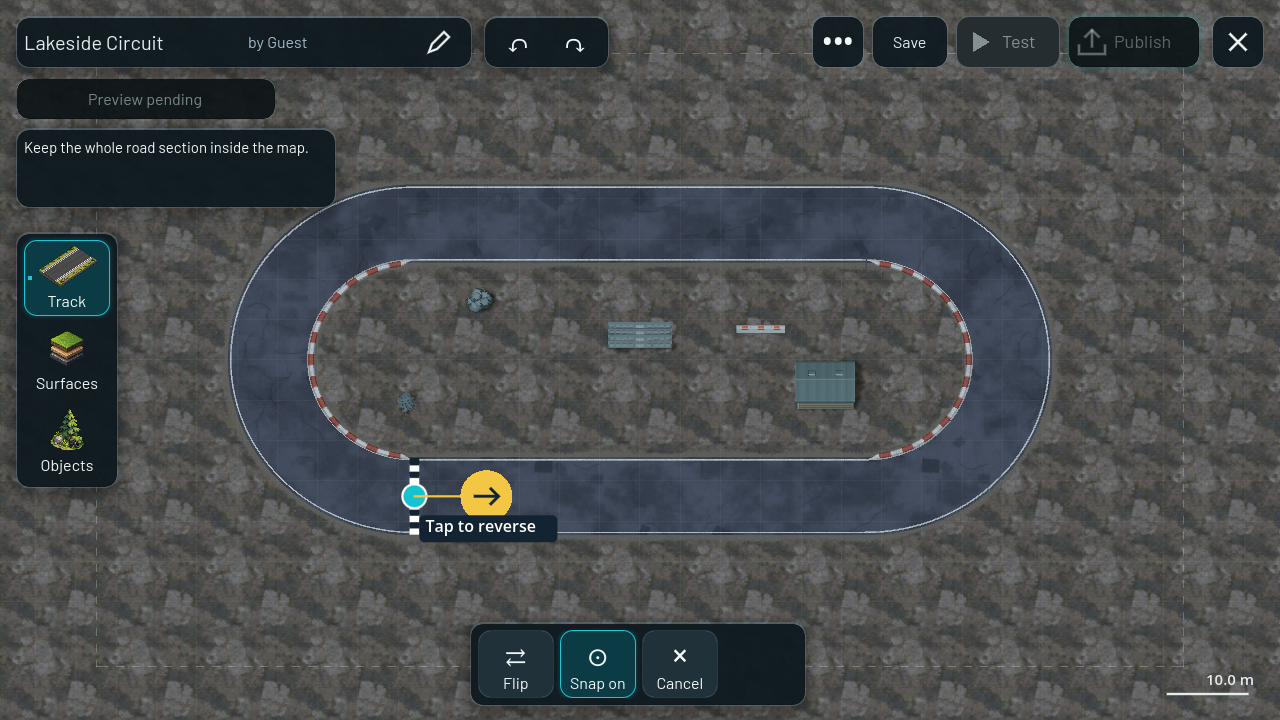 Lakeside Circuit
by Guest
Save
Test
Publish
Preview pending
Keep the whole road section inside the map.
Track
Surfaces
Objects
Tap to reverse
Flip
Snap on
Cancel
10.0 m